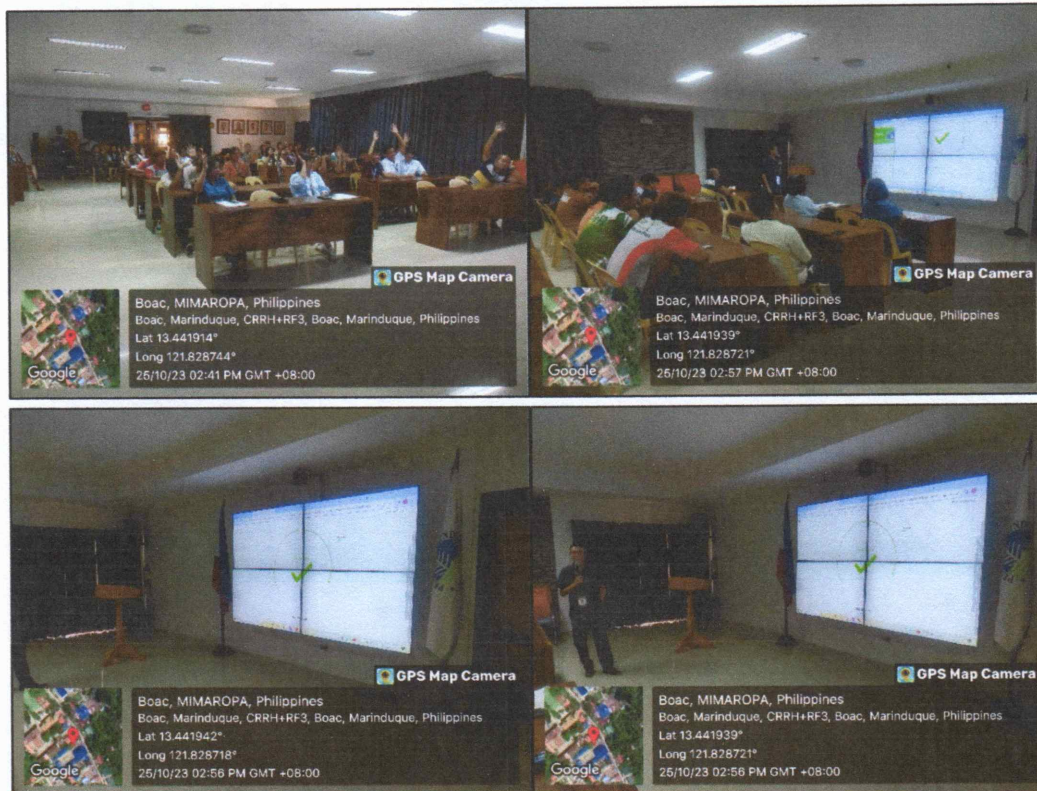 GPS Map Camera
Boac, MIMAROPA, Philippines
Boac, Marinduque, CRRH+RF3, Boac, Marinduque, Philippines
Lat 13.441914°
Long 121.828744°
25/10/23 02:41 PM GMT +08:00
Google
GPS Map Camera
Boac, MIMAROPA, Philippines
Boac, Marinduque, CRRH+RF3, Boac, Marinduque, Philippines
Lat 13.441939°
Long 121.828721°
25/10/23 02:57 PM GMT +08:00
Google
GPS Map Camera
Boac, MIMAROPA, Philippines
Boac, Marinduque, CRRH+RF3, Boac, Marinduque, Philippines
Lat 13.441942°
Long 121.828718°
25/10/23 02:56 PM GMT +08:00
Google
GPS Map Camera
Boac, MIMAROPA, Philippines
Boac, Marinduque, CRRH+RF3, Boac, Marinduque, Philippines
Lat 13.441939°
Long 121.828721°
25/10/23 02:56 PM GMT +08:00
Google